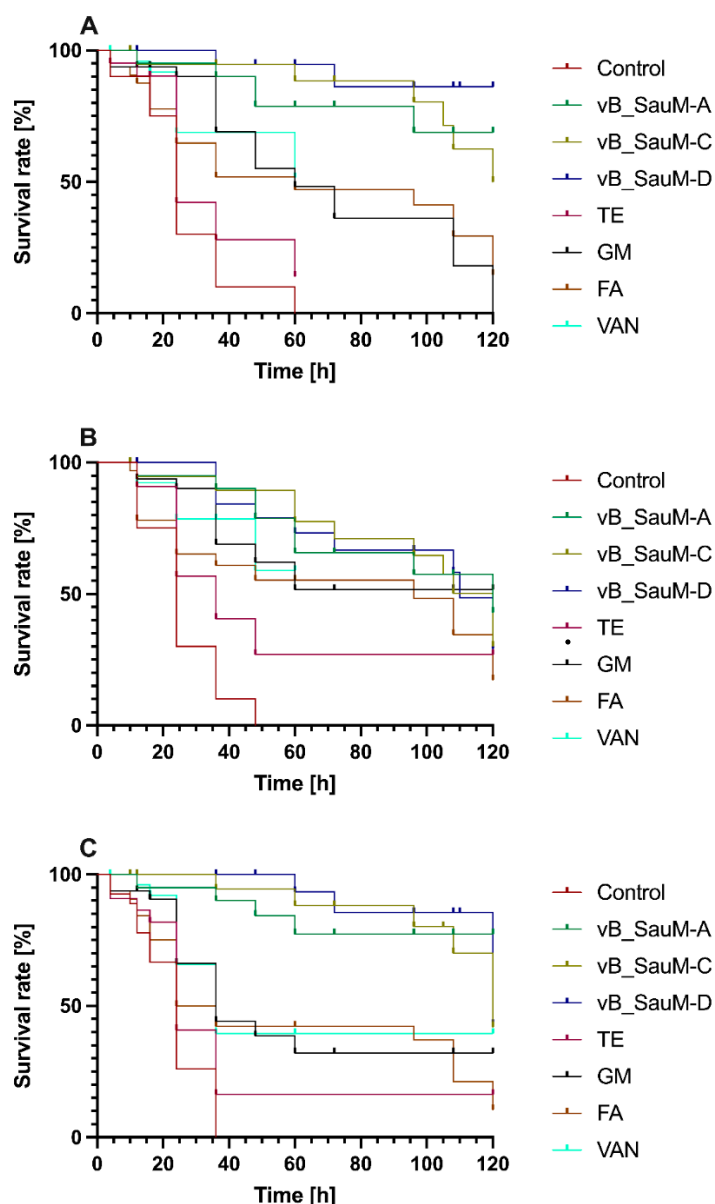 A
Survival rate [%]
100
50
0
0 20 40 60 80 100 120
Time [h]
Control
vB_SauM-A
vB_SauM-C
vB_SauM-D
TE
GM
FA
VAN
B
Survival rate [%]
100
50
0
0 20 40 60 80 100 120
Time [h]
Control
vB_SauM-A
vB_SauM-C
vB_SauM-D
TE
GM
FA
VAN
C
Survival rate [%]
100
50
0
0 20 40 60 80 100 120
Time [h]
Control
vB_SauM-A
vB_SauM-C
vB_SauM-D
TE
GM
FA
VAN